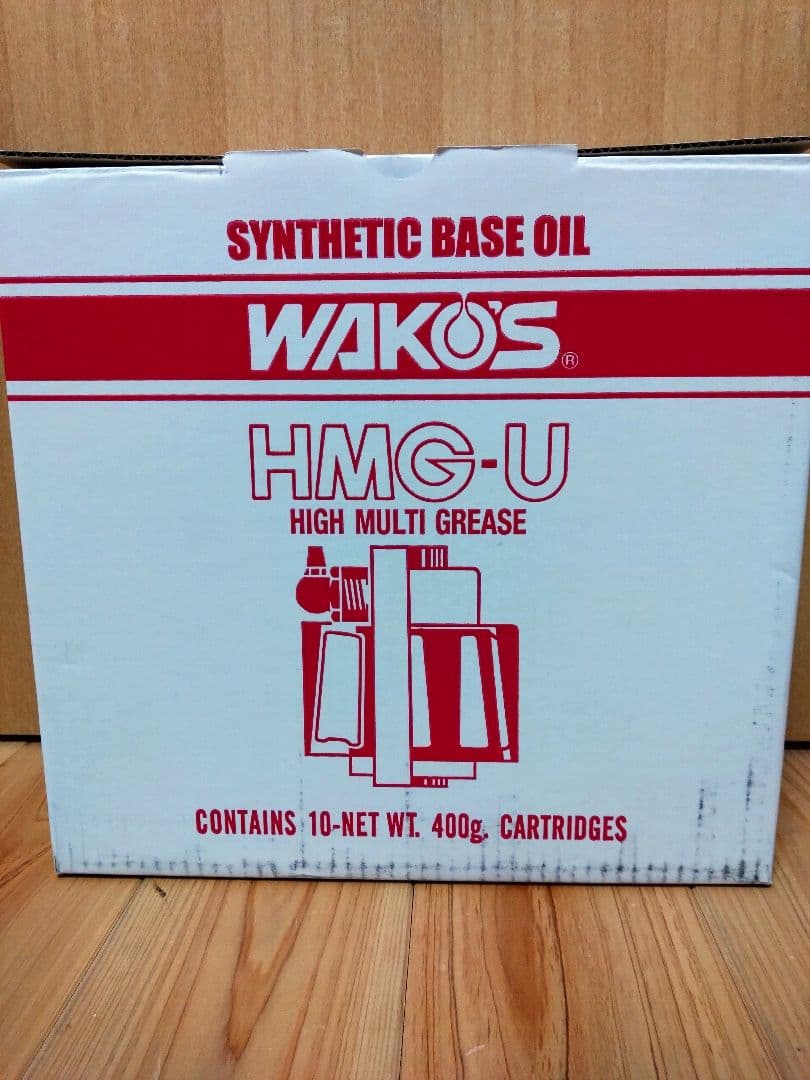 SYNTHETIC BASE OIL
WAKO'S ®
HMG-U
HIGH MULTI GREASE
CONTAINS 10-NET WT. 400g. CARTRIDGES